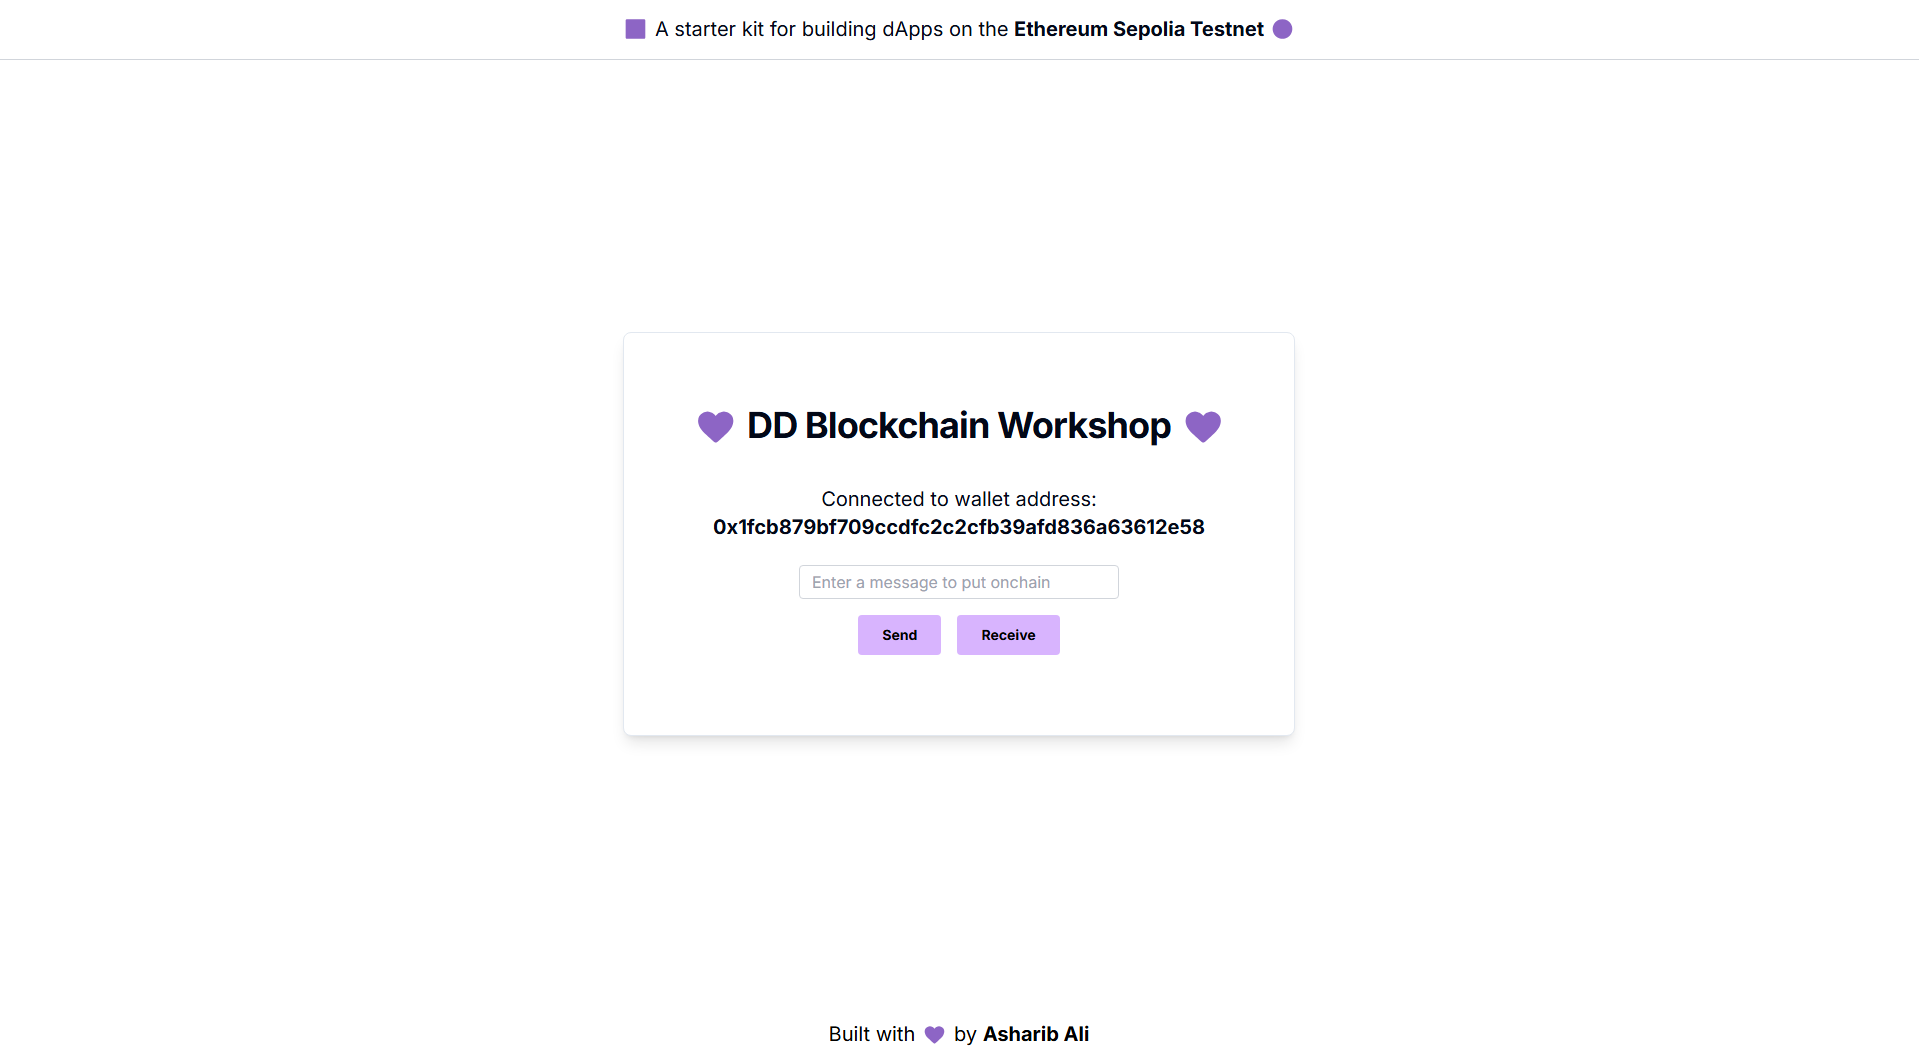 A starter kit for building dApps on the Ethereum Sepolia Testnet
DD Blockchain Workshop
Connected to wallet address:
0x1fcb879bf709ccdfc2c2cfb39afd836a63612e58
Enter a message to put onchain
Send Receive
Built with 💜 by Asharib Ali